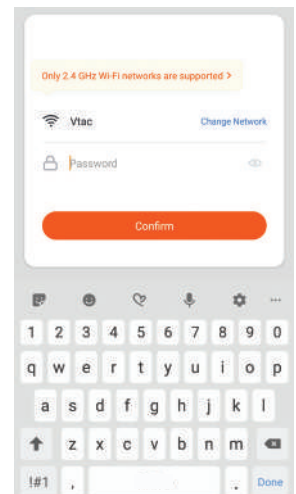 Only 2.4 GHz Wi-Fi networks are supported >
Vtac Change Network
Password
Confirm
1 2 3 4 5 6 7 8 9 0
q w e r t y u i o p
a s d f g h j k l
z x c v b n m
!#1 , . Done